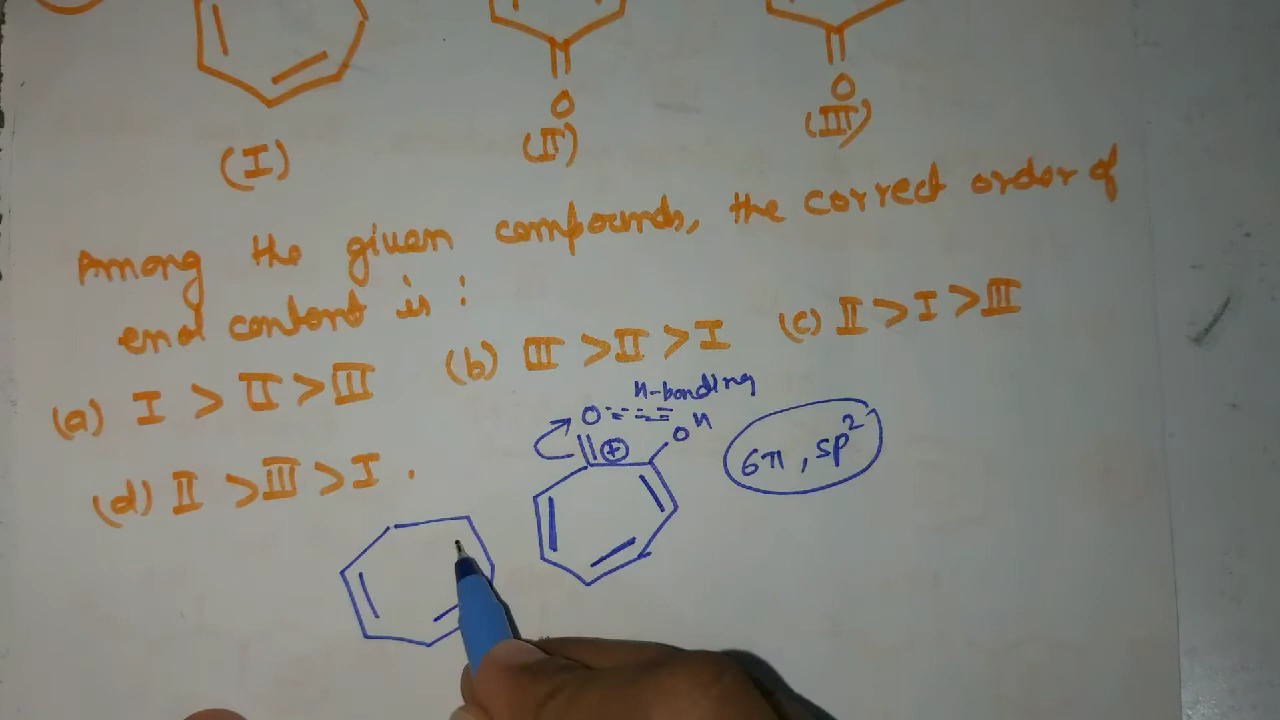 O O
(I) (II) (III)
Among the given compounds, the correct order of
enol content is :
(a) I > II > III (b) III > II > I (c) II > I > III
(d) II > III > I .
H-bonding
O OH
+
6π, sp²